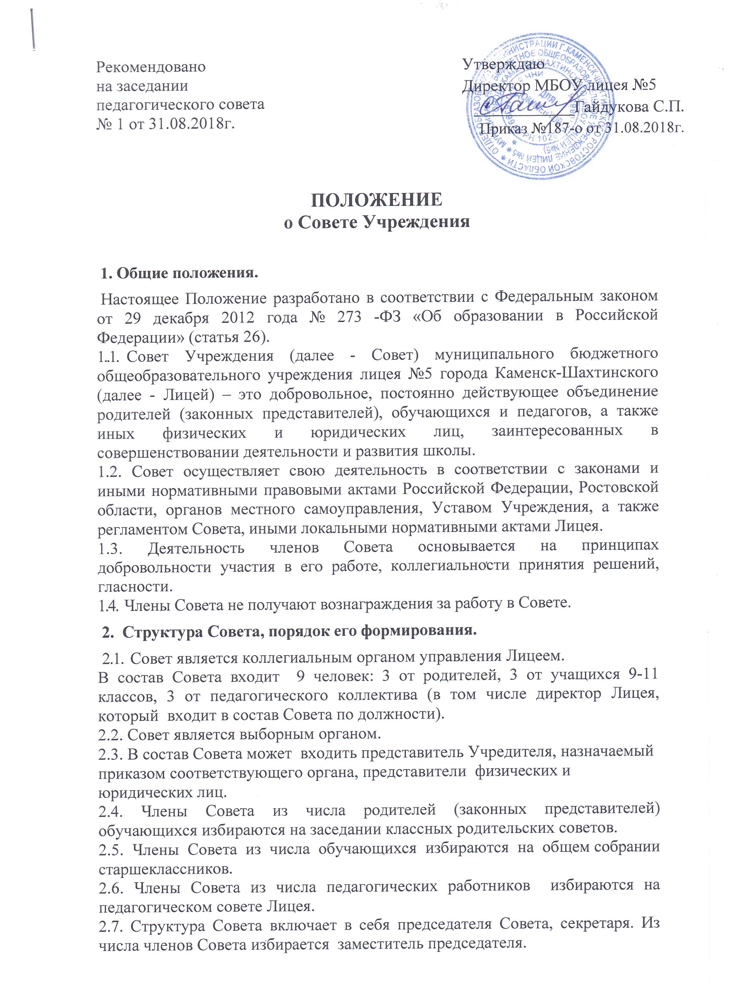 Рекомендовано
на заседании
педагогического совета
№ 1 от 31.08.2018г.
Утверждаю
Директор МБОУ лицея №5
Гайдукова С.П.
Приказ №187-о от 31.08.2018г.
ПОЛОЖЕНИЕ
о Совете Учреждения
1. Общие положения.
Настоящее Положение разработано в соответствии с Федеральным законом
от 29 декабря 2012 года № 273 -ФЗ «Об образовании в Российской
Федерации» (статья 26).
1..1. Совет Учреждения (далее - Совет) муниципального бюджетного
общеобразовательного учреждения лицея №5 города Каменск-Шахтинского
(далее - Лицей) – это добровольное, постоянно действующее объединение
родителей (законных представителей), обучающихся и педагогов, а также
иных физических и юридических лиц, заинтересованных в
совершенствовании деятельности и развития школы.
1.2. Совет осуществляет свою деятельность в соответствии с законами и
иными нормативными правовыми актами Российской Федерации, Ростовской
области, органов местного самоуправления, Уставом Учреждения, а также
регламентом Совета, иными локальными нормативными актами Лицея.
1.3. Деятельность членов Совета основывается на принципах
добровольности участия в его работе, коллегиальности принятия решений,
гласности.
1.4. Члены Совета не получают вознаграждения за работу в Совете.
2. Структура Совета, порядок его формирования.
2.1. Совет является коллегиальным органом управления Лицеем.
В состав Совета входит 9 человек: 3 от родителей, 3 от учащихся 9-11
классов, 3 от педагогического коллектива (в том числе директор Лицея,
который входит в состав Совета по должности).
2.2. Совет является выборным органом.
2.3. В состав Совета может входить представитель Учредителя, назначаемый
приказом соответствующего органа, представители физических и
юридических лиц.
2.4. Члены Совета из числа родителей (законных представителей)
обучающихся избираются на заседании классных родительских советов.
2.5. Члены Совета из числа обучающихся избираются на общем собрании
старшеклассников.
2.6. Члены Совета из числа педагогических работников избираются на
педагогическом совете Лицея.
2.7. Структура Совета включает в себя председателя Совета, секретаря. Из
числа членов Совета избирается заместитель председателя.